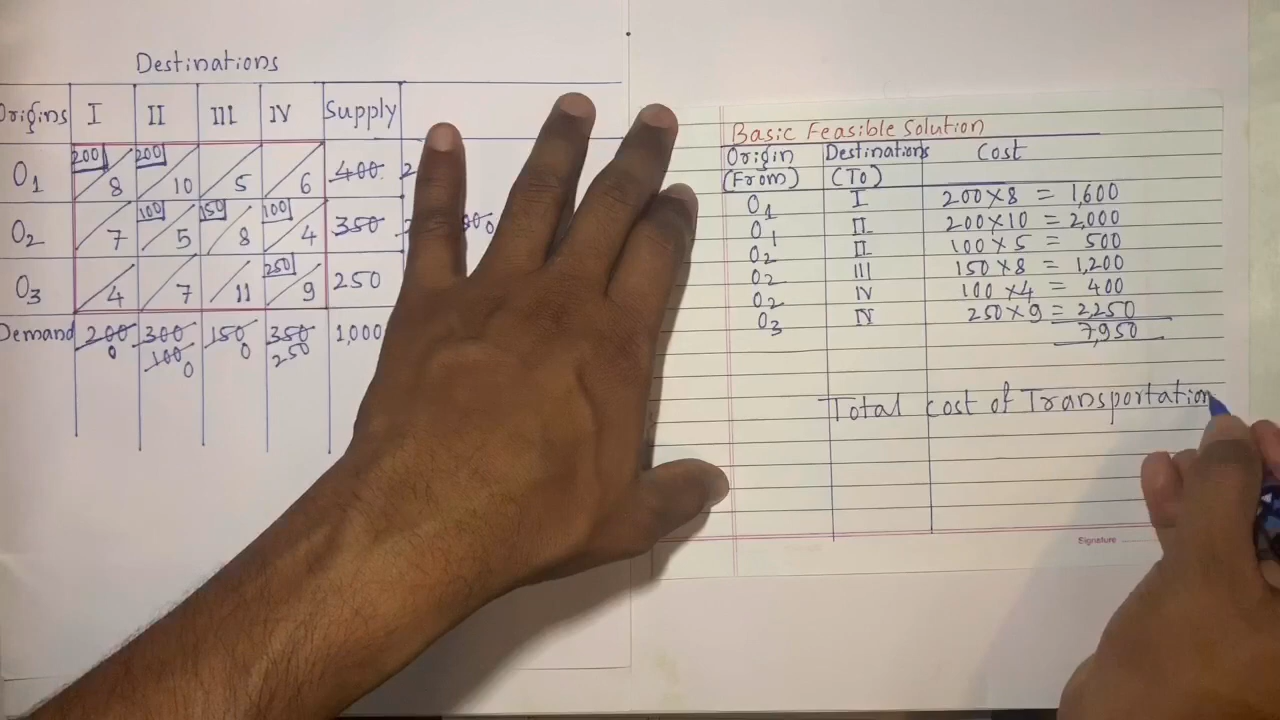 Destinations
Origins I II III IV Supply
O1 200 8 200 10 5 6 400 2
O2 7 100 5 150 8 100 4 350
O3 4 7 11 250 9 250
Demand 200 300 150 350 1,000
0 100 0 250
0
Basic Feasible Solution
Origin Destinations Cost
(From) (To)
O1 I 200×8 = 1,600
O1 II 200×10 = 2,000
O2 II 100×5 = 500
O2 III 150×8 = 1,200
O2 IV 100×4 = 400
O3 IV 250×9 = 2,250
7,950
Total cost of Transportation
Signature